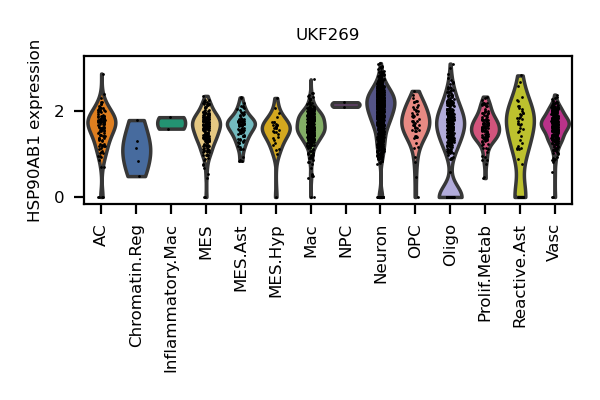 UKF269
HSP90AB1 expression
2
0
AC
Chromatin.Reg
Inflammatory.Mac
MES
MES.Ast
MES.Hyp
Mac
NPC
Neuron
OPC
Oligo
Prolif.Metab
Reactive.Ast
Vasc